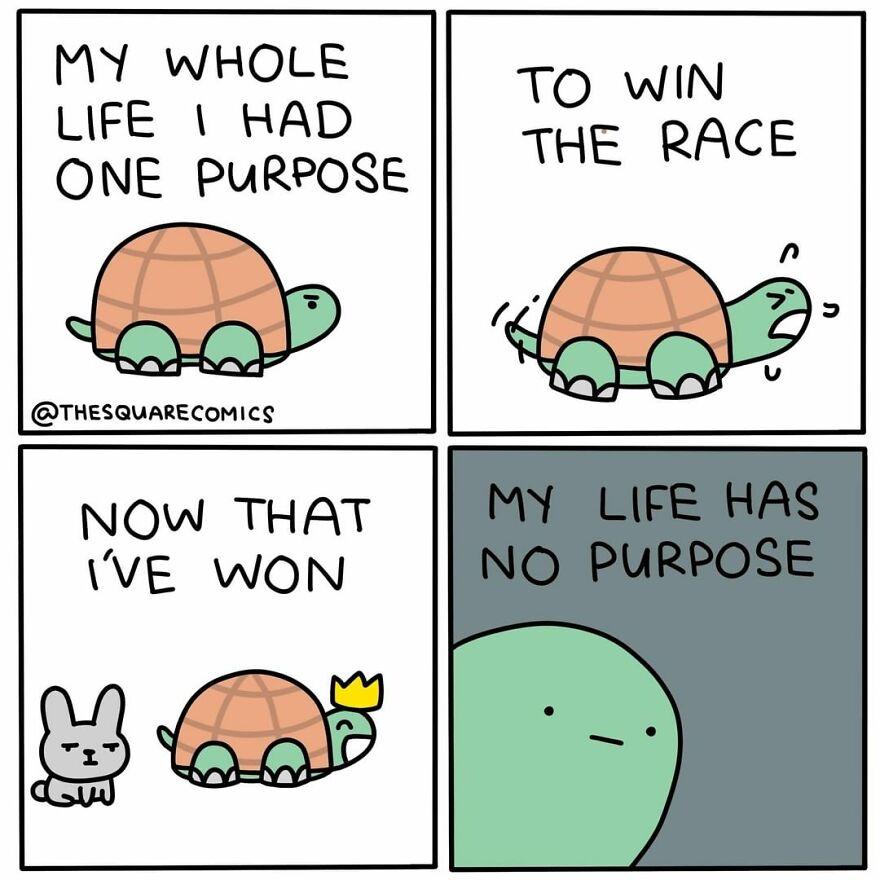 MY WHOLE
LIFE I HAD
ONE PURPOSE
@THESQUARECOMICS
TO WIN
THE RACE
NOW THAT
I'VE WON
MY LIFE HAS
NO PURPOSE